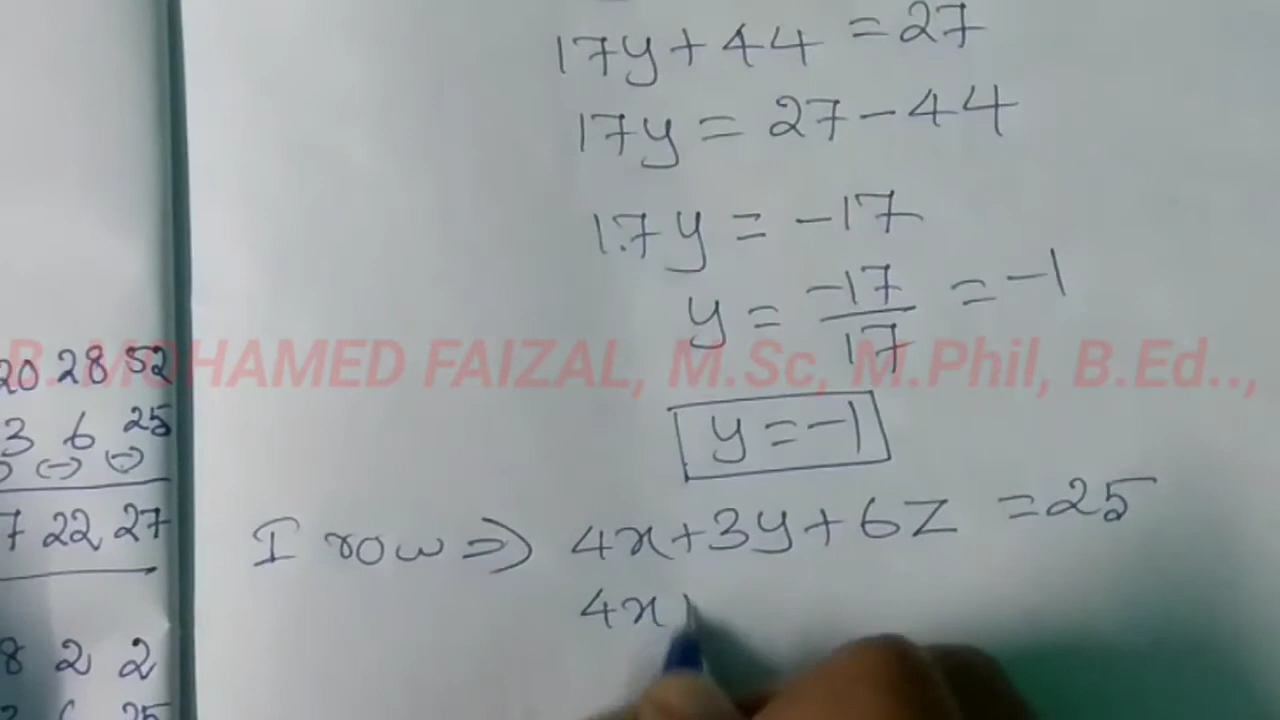 17y + 44 = 27
17y = 27 - 44
17y = -17
y = -17/17 = -1
B. MOHAMED FAIZAL, M.Sc, M.Phil, B.Ed..,
y = -1
I row ⇒ 4x + 3y + 6z = 25
4x
20 28 52
3 6 25
(-) (-)
7 22 27
8 2 2
25